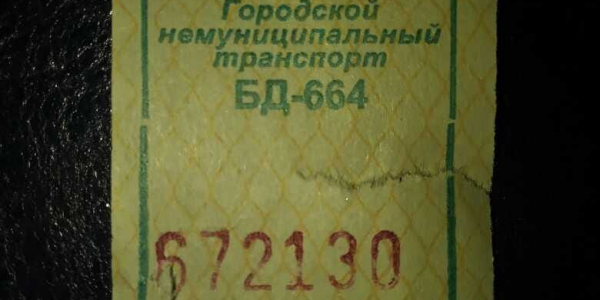 Городской
немуниципальный
транспорт
БД-664
672130